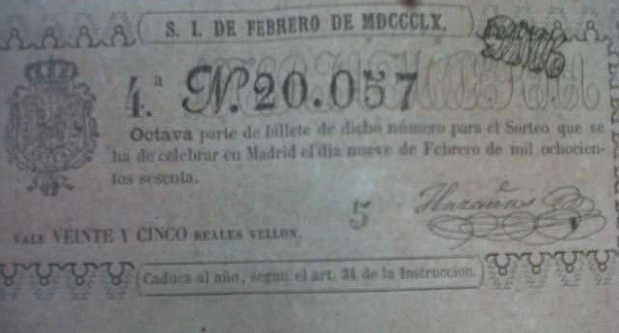 S. I. DE FEBRERO DE MDCCCLX.
4.ª Nº. 20.057
Octava parte de billete de dicho número para el Sorteo que se
ha de celebrar en Madrid el dia nueve de Febrero de mil ochocien-
tos sesenta.
5
VALE VEINTE Y CINCO REALES VELLON.
Caduca al año, segun el art. 34 de la Instruccion.